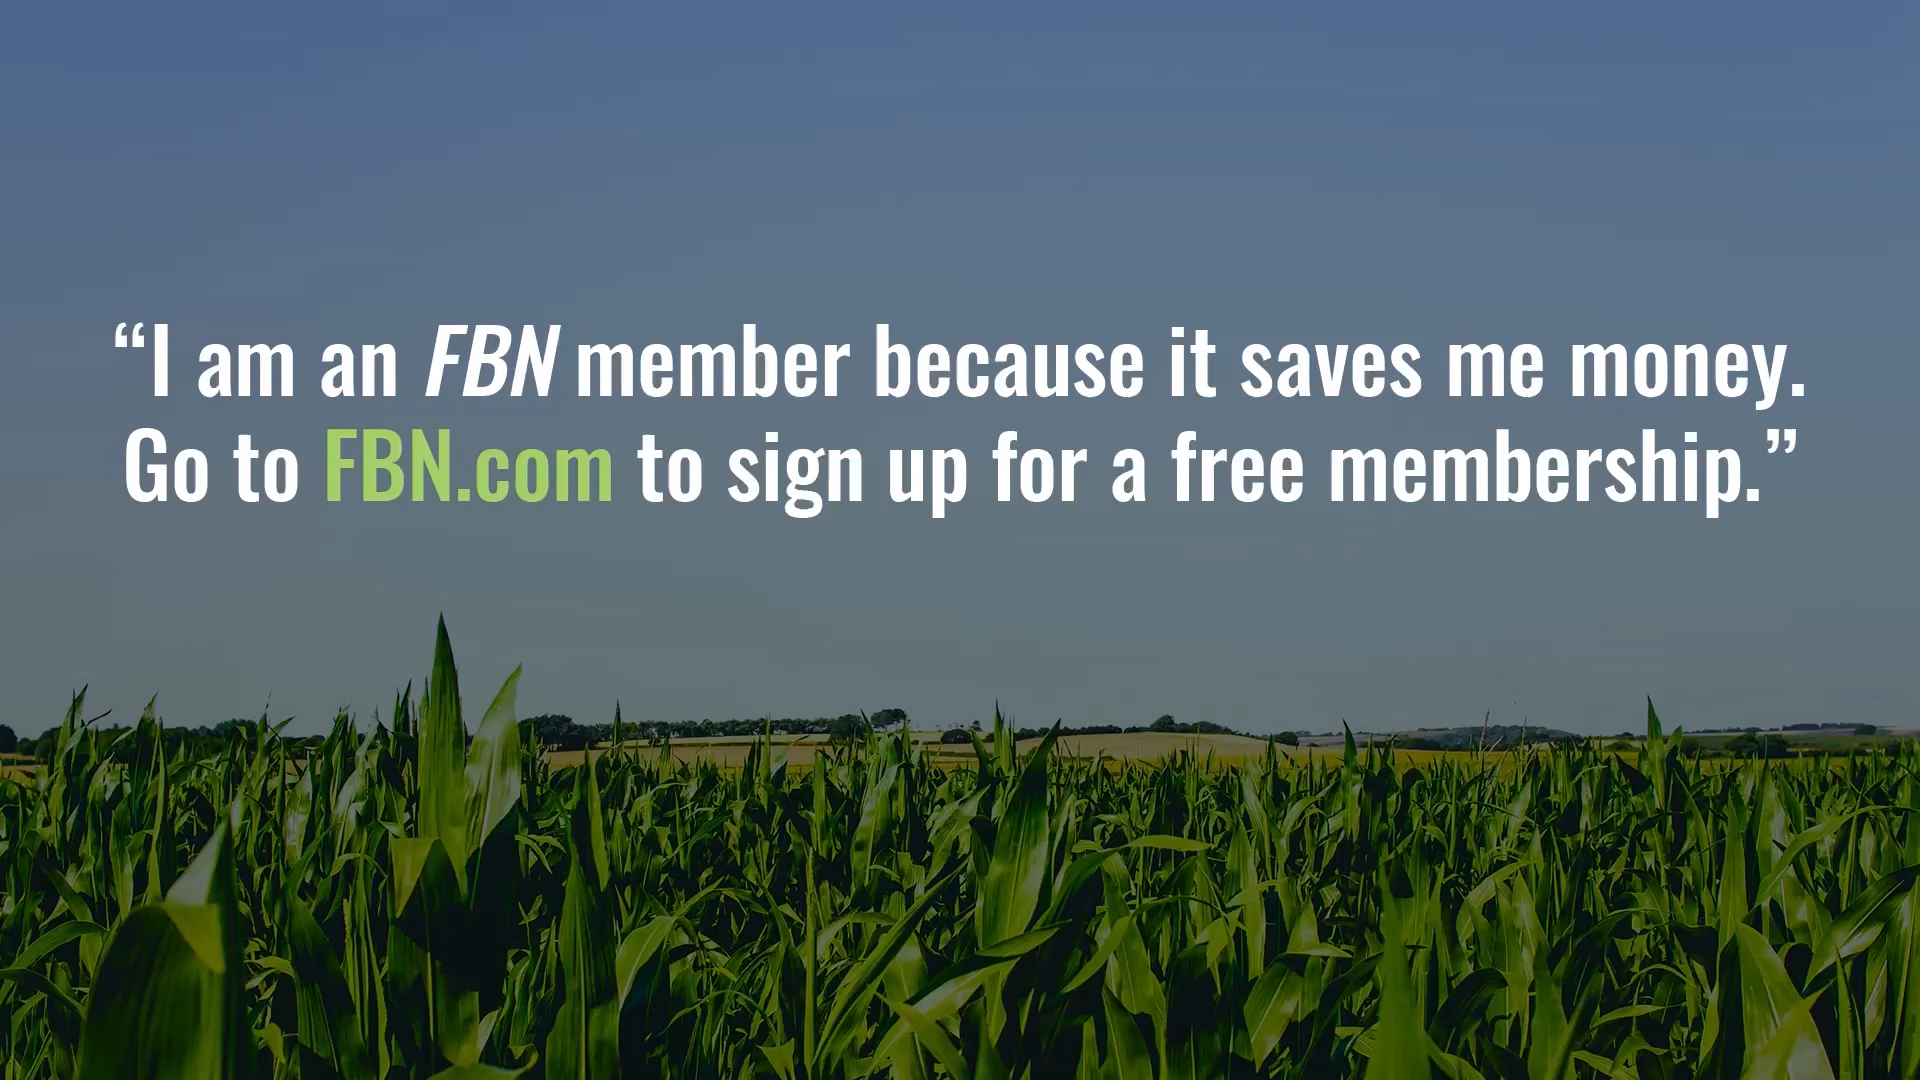 “I am an FBN member because it saves me money.
Go to FBN.com to sign up for a free membership.”